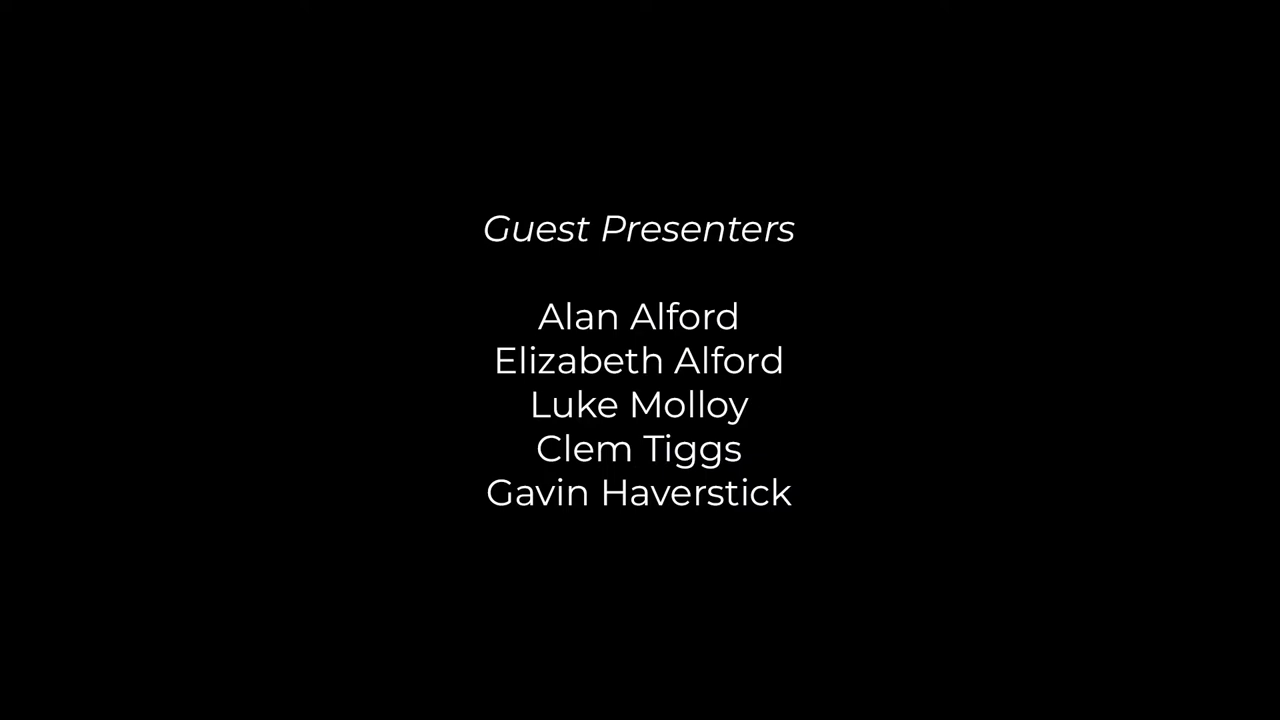 Guest Presenters
Alan Alford
Elizabeth Alford
Luke Molloy
Clem Tiggs
Gavin Haverstick